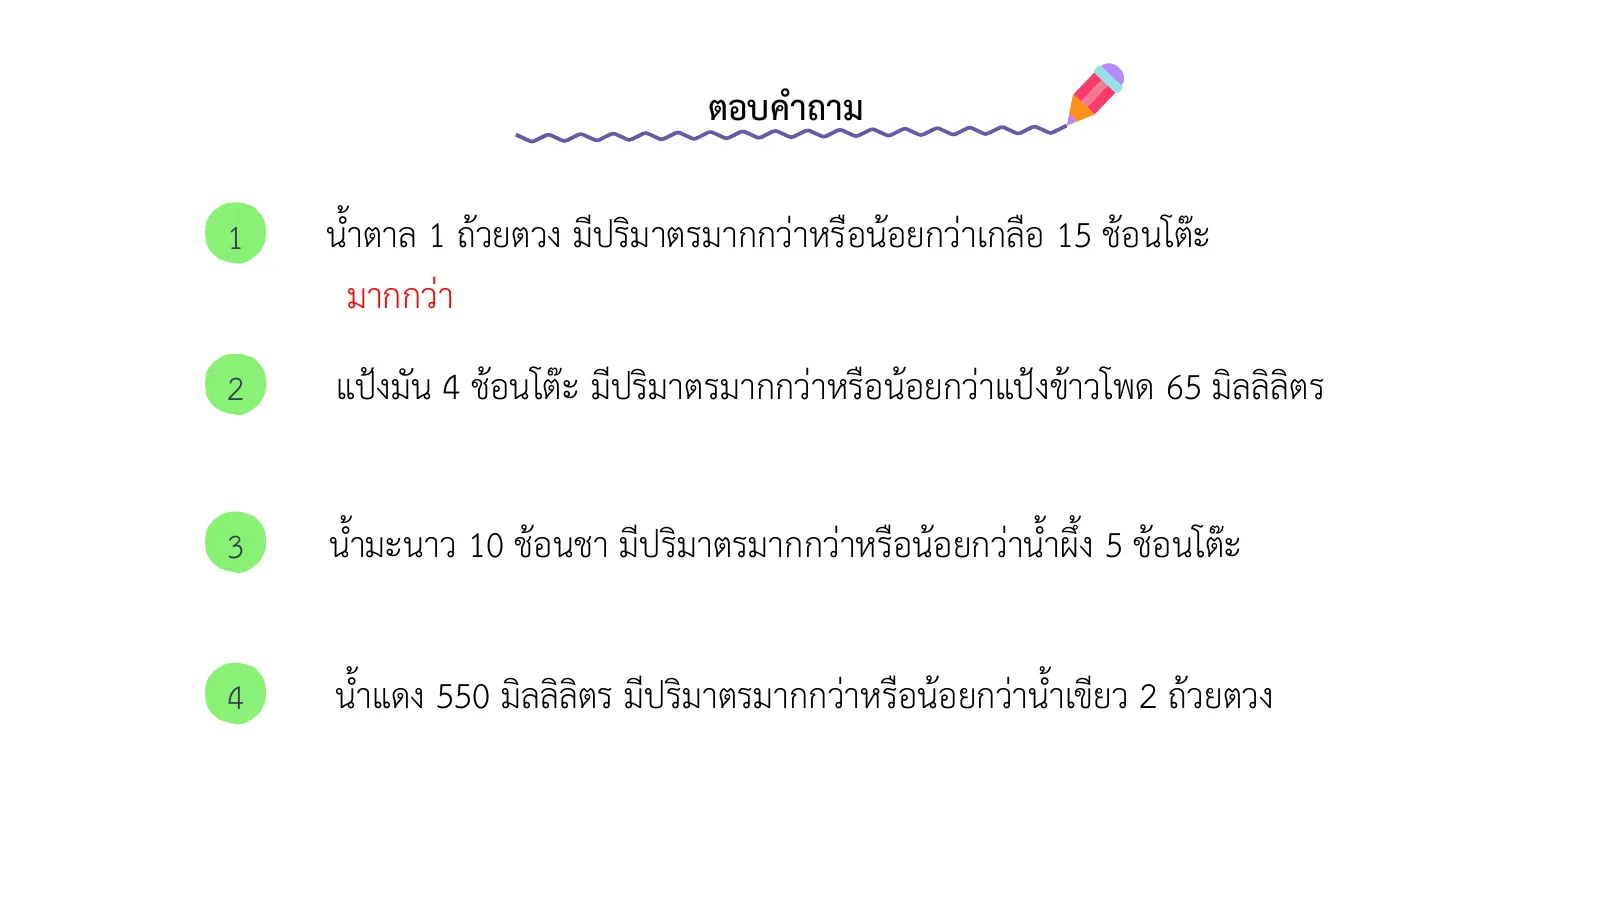 ตอบคำถาม
1 น้ำตาล 1 ถ้วยตวง มีปริมาตรมากกว่าหรือน้อยกว่าเกลือ 15 ช้อนโต๊ะ
มากกว่า
2 แป้งมัน 4 ช้อนโต๊ะ มีปริมาตรมากกว่าหรือน้อยกว่าแป้งข้าวโพด 65 มิลลิลิตร
3 น้ำมะนาว 10 ช้อนชา มีปริมาตรมากกว่าหรือน้อยกว่าน้ำผึ้ง 5 ช้อนโต๊ะ
4 น้ำแดง 550 มิลลิลิตร มีปริมาตรมากกว่าหรือน้อยกว่าน้ำเขียว 2 ถ้วยตวง